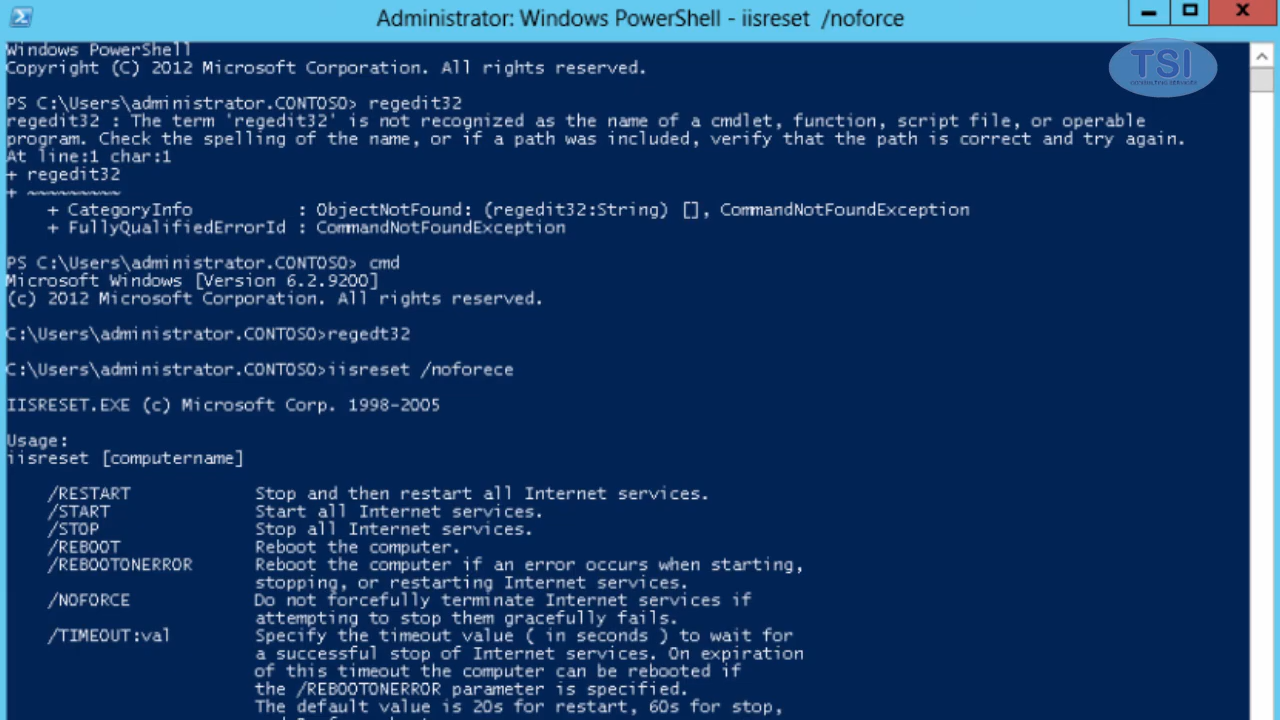 Administrator: Windows PowerShell - iisreset /noforce
Windows PowerShell
Copyright (C) 2012 Microsoft Corporation. All rights reserved.
TSI
PS C:\Users\administrator.CONTOSO> regedit32
regedit32 : The term 'regedit32' is not recognized as the name of a cmdlet, function, script file, or operable
program. Check the spelling of the name, or if a path was included, verify that the path is correct and try again.
At line:1 char:1
+ regedit32
+ ~~~~~~~~~
+ CategoryInfo : ObjectNotFound: (regedit32:String) [], CommandNotFoundException
+ FullyQualifiedErrorId : CommandNotFoundException
PS C:\Users\administrator.CONTOSO> cmd
Microsoft Windows [Version 6.2.9200]
(c) 2012 Microsoft Corporation. All rights reserved.
C:\Users\administrator.CONTOSO>regedt32
C:\Users\administrator.CONTOSO>iisreset /noforece
IISRESET.EXE (c) Microsoft Corp. 1998-2005
Usage:
iisreset [computername]
/RESTART Stop and then restart all Internet services.
/START Start all Internet services.
/STOP Stop all Internet services.
/REBOOT Reboot the computer.
/REBOOTONERROR Reboot the computer if an error occurs when starting,
stopping, or restarting Internet services.
/NOFORCE Do not forcefully terminate Internet services if
attempting to stop them gracefully fails.
/TIMEOUT:val Specify the timeout value ( in seconds ) to wait for
a successful stop of Internet services. On expiration
of this timeout the computer can be rebooted if
the /REBOOTONERROR parameter is specified.
The default value is 20s for restart, 60s for stop,